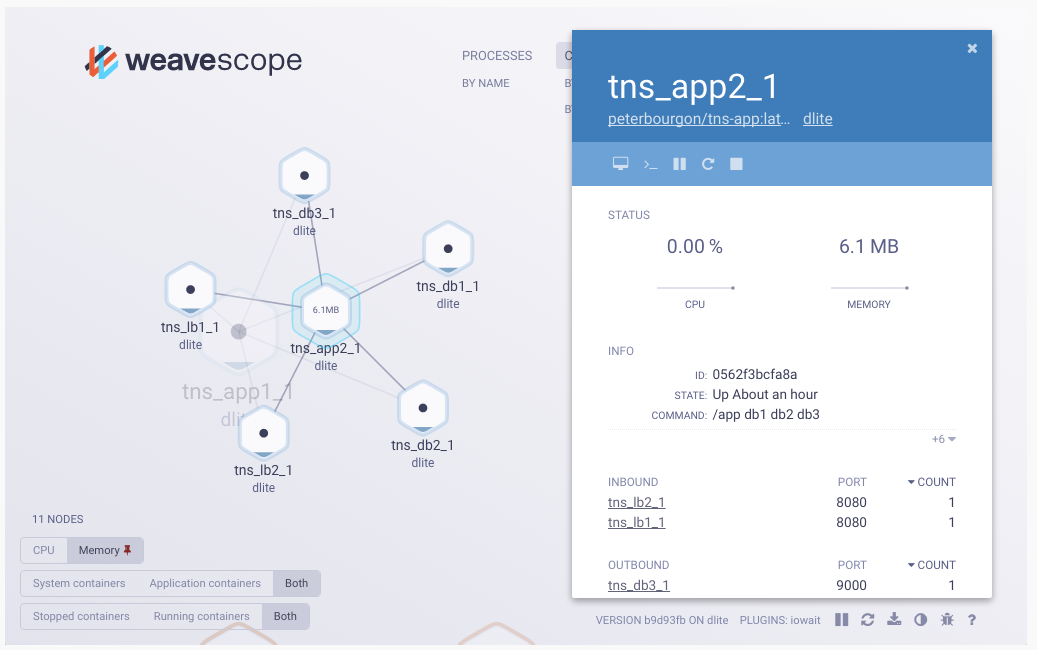 weavescope
PROCESSES
BY NAME
C
B
B
tns_db3_1
dlite
tns_db1_1
dlite
tns_lb1_1
dlite
6.1MB
tns_app2_1
dlite
tns_app1_1
dlit
tns_db2_1
dlite
tns_lb2_1
dlite
11 NODES
CPU Memory
System containers Application containers Both
Stopped containers Running containers Both
tns_app2_1
peterbourgon/tns-app:lat... dlite
STATUS
0.00 % 6.1 MB
CPU MEMORY
INFO
ID: 0562f3bcfa8a
STATE: Up About an hour
COMMAND: /app db1 db2 db3
+6
INBOUND PORT COUNT
tns_lb2_1 8080 1
tns_lb1_1 8080 1
OUTBOUND PORT COUNT
tns_db3_1 9000 1
VERSION b9d93fb ON dlite PLUGINS: iowait ?